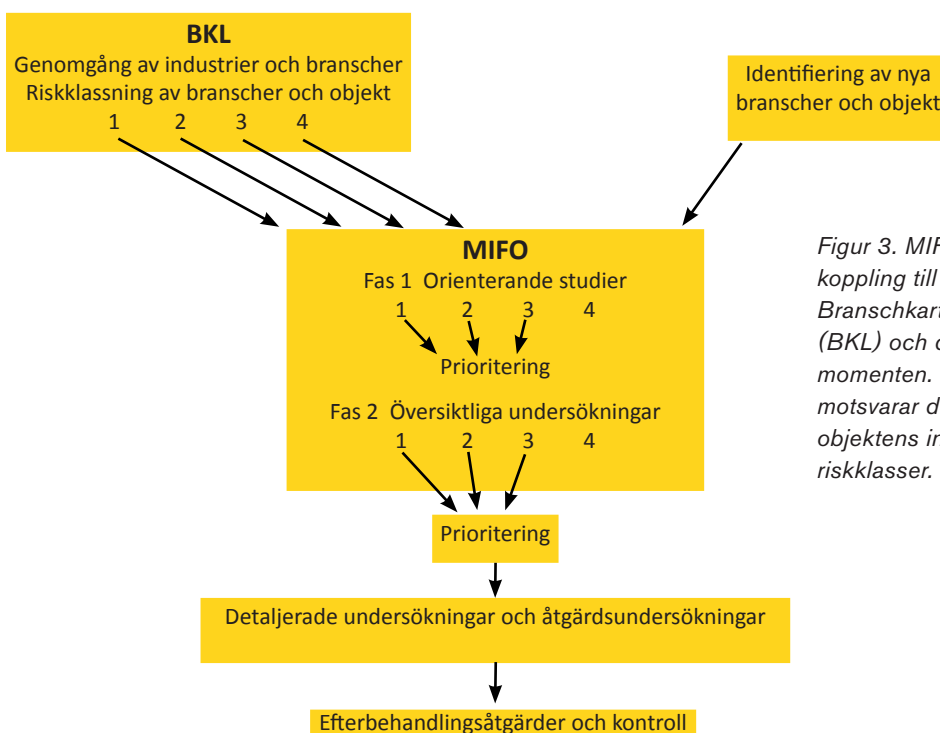 BKL
Genomgång av industrier och branscher
Riskklassning av branscher och objekt
1 2 3 4
Identifiering av nya
branscher och objekt
MIFO
Fas 1 Orienterande studier
1 2 3 4
Prioritering
Fas 2 Översiktliga undersökningar
1 2 3 4
Prioritering
Detaljerade undersökningar och åtgärdsundersökningar
Efterbehandlingsåtgärder och kontroll
Figur 3.
koppling till
(BKL) och
momenten.
motsvarar
objektens
riskklasser.